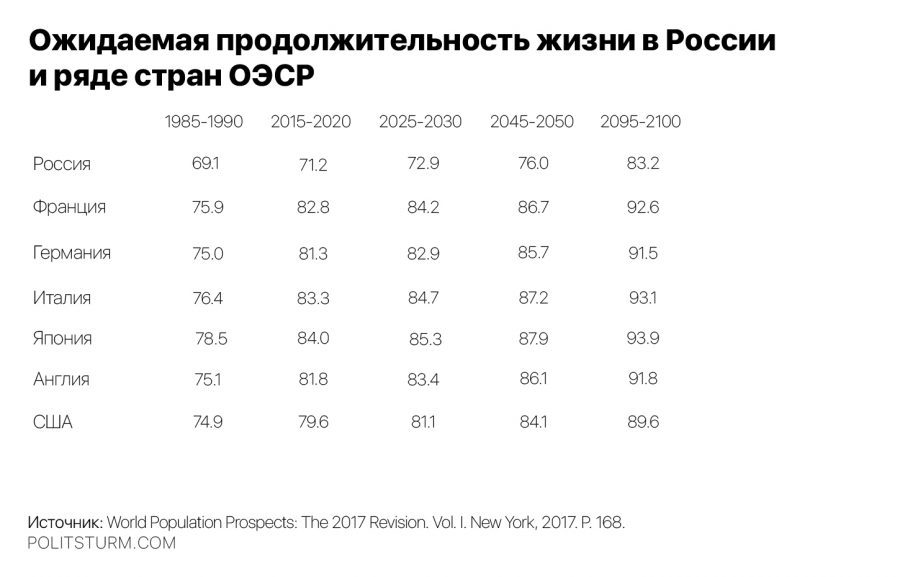 Ожидаемая продолжительность жизни в России
и ряде стран ОЭСР
1985-1990 2015-2020 2025-2030 2045-2050 2095-2100
Россия 69.1 71.2 72.9 76.0 83.2
Франция 75.9 82.8 84.2 86.7 92.6
Германия 75.0 81.3 82.9 85.7 91.5
Италия 76.4 83.3 84.7 87.2 93.1
Япония 78.5 84.0 85.3 87.9 93.9
Англия 75.1 81.8 83.4 86.1 91.8
США 74.9 79.6 81.1 84.1 89.6
Источник: World Population Prospects: The 2017 Revision. Vol. I. New York, 2017. P. 168.
POLITSTURM.COM